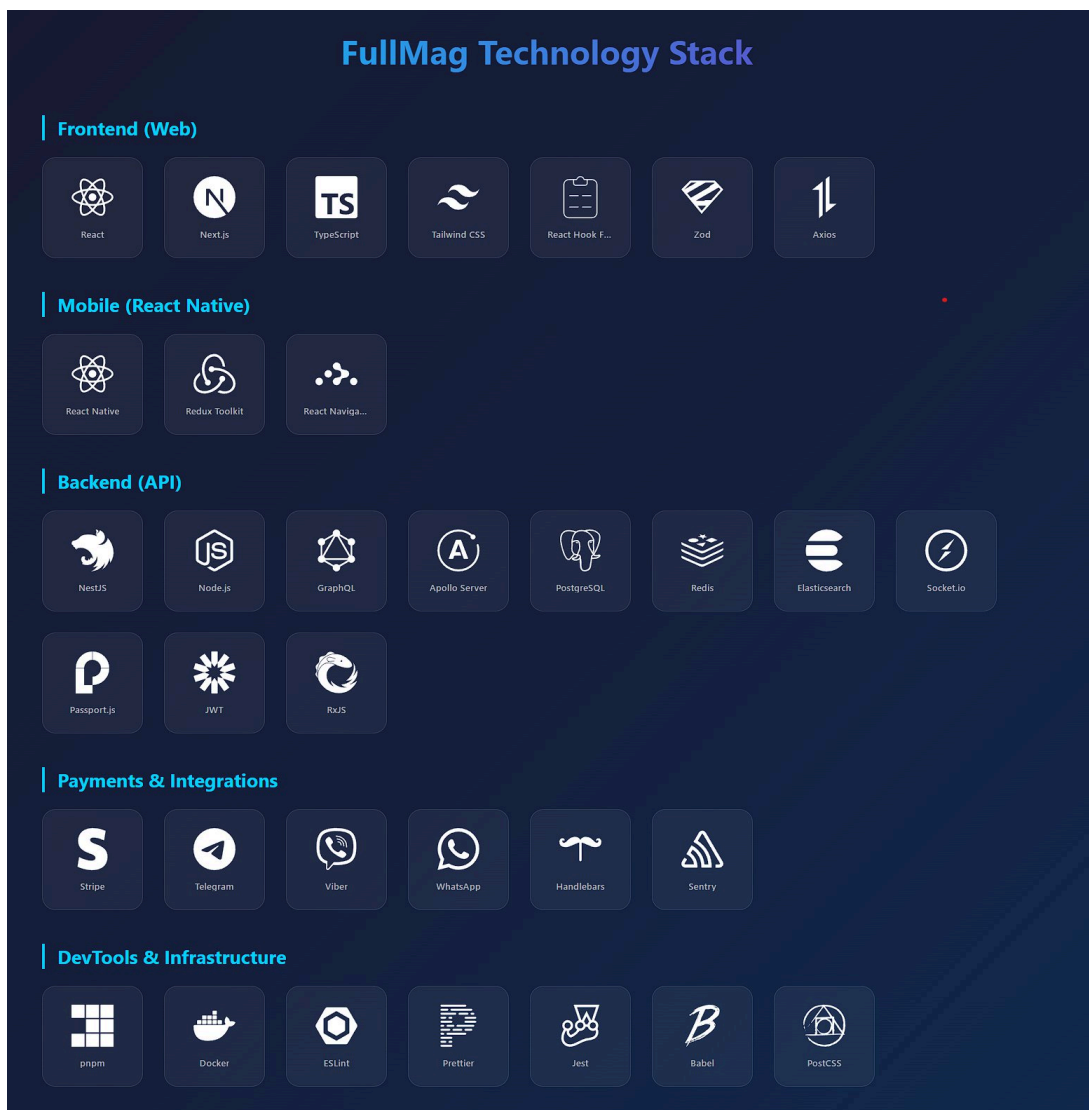 FullMag Technology Stack
Frontend (Web)
React
Next.js
TypeScript
Tailwind CSS
React Hook F...
Zod
Axios
Mobile (React Native)
React Native
Redux Toolkit
React Naviga...
Backend (API)
NestJS
Node.js
GraphQL
Apollo Server
PostgreSQL
Redis
Elasticsearch
Socket.io
Passport.js
JWT
RxJS
Payments & Integrations
Stripe
Telegram
Viber
WhatsApp
Handlebars
Sentry
DevTools & Infrastructure
pnpm
Docker
ESLint
Prettier
Jest
Babel
PostCSS